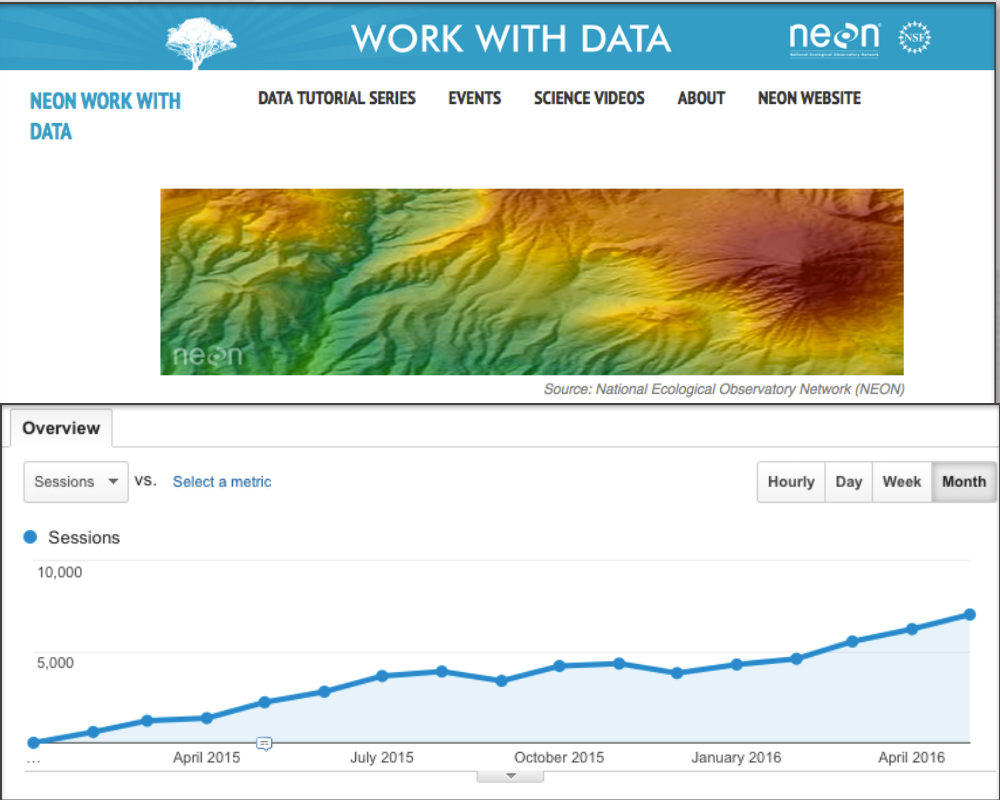 WORK WITH DATA
neon
National Ecological Observatory Network
NSF
NEON WORK WITH
DATA
DATA TUTORIAL SERIES EVENTS SCIENCE VIDEOS ABOUT NEON WEBSITE
neon
Source: National Ecological Observatory Network (NEON)
Overview
Sessions VS. Select a metric
Hourly Day Week Month
Sessions
10,000
5,000
... April 2015 July 2015 October 2015 January 2016 April 2016